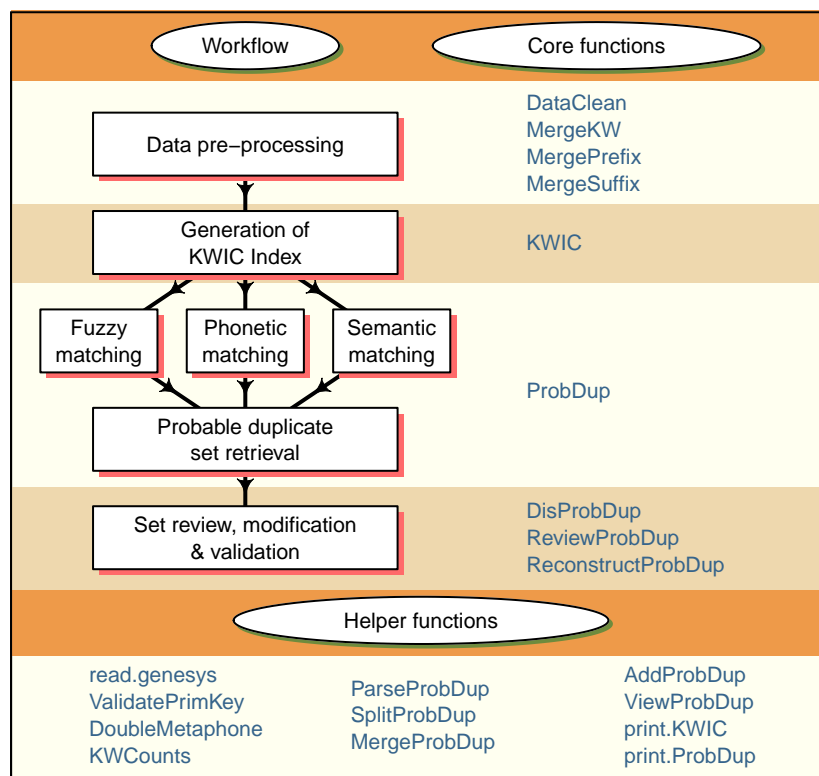 Workflow
Core functions
Data pre−processing
DataClean
MergeKW
MergePrefix
MergeSuffix
Generation of
KWIC Index
KWIC
Fuzzy
matching
Phonetic
matching
Semantic
matching
ProbDup
Probable duplicate
set retrieval
Set review, modification
& validation
DisProbDup
ReviewProbDup
ReconstructProbDup
Helper functions
read.genesys
ValidatePrimKey
DoubleMetaphone
KWCounts
ParseProbDup
SplitProbDup
MergeProbDup
AddProbDup
ViewProbDup
print.KWIC
print.ProbDup